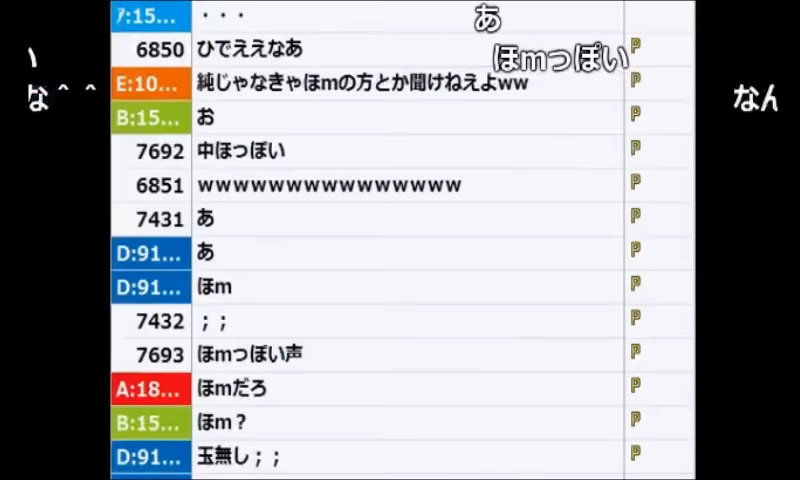 ｱ:15... ・・・
あ
6850 ひでええなあ P
ほmっぽい
E:10... 純じゃなきゃほmの方とか聞けねえよww P
な＾＾
なん
B:15... お P
7692 中ほっぽい P
6851 wwwwwwwwwwwwwww P
7431 あ P
D:91... あ P
D:91... ほm P
7432 ；； P
7693 ほmっぽい声 P
A:18... ほmだろ P
B:15... ほm？ P
D:91... 玉無し；； P